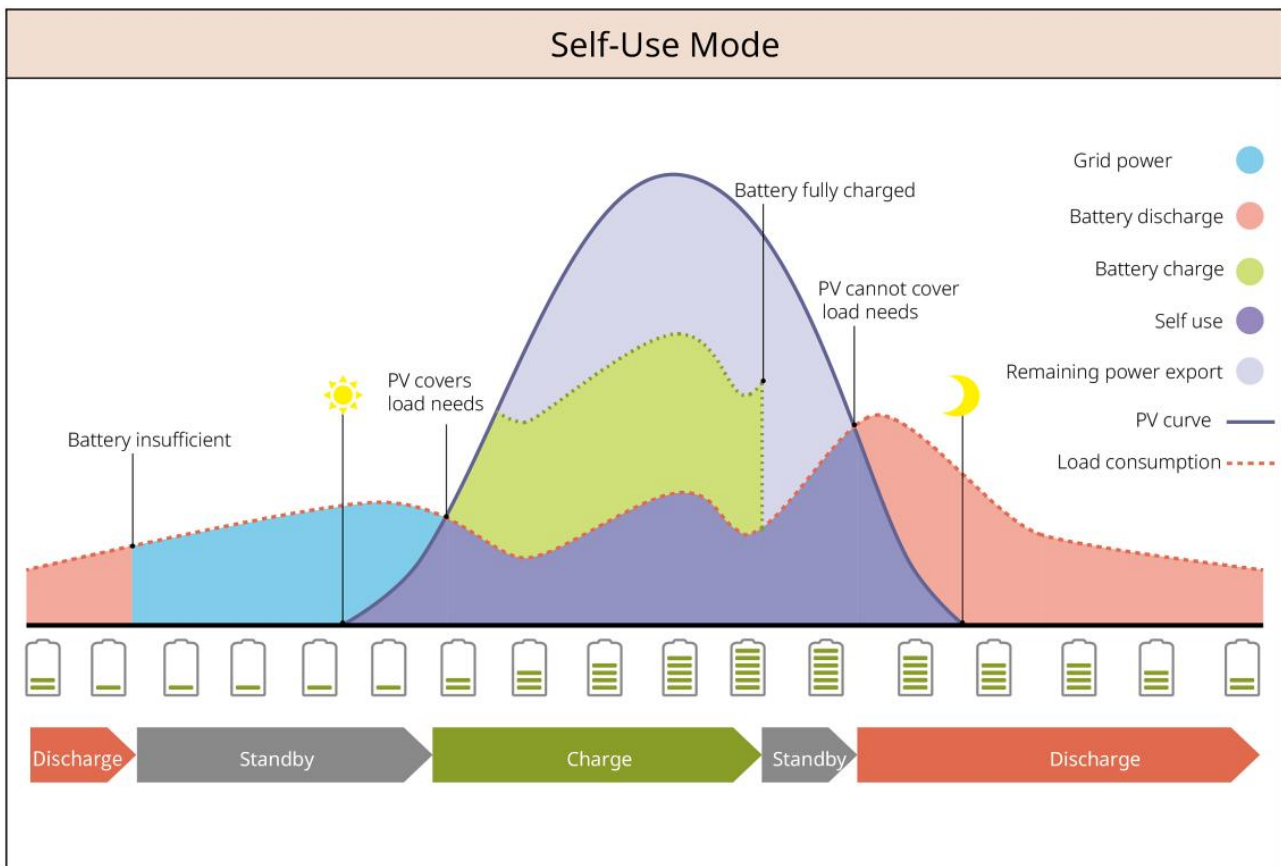 Self-Use Mode
Grid power
Battery discharge
Battery charge
Self use
Remaining power export
PV curve
Load consumption
Battery fully charged
PV cannot cover
load needs
PV covers
load needs
Battery insufficient
Discharge
Standby
Charge
Standby
Discharge